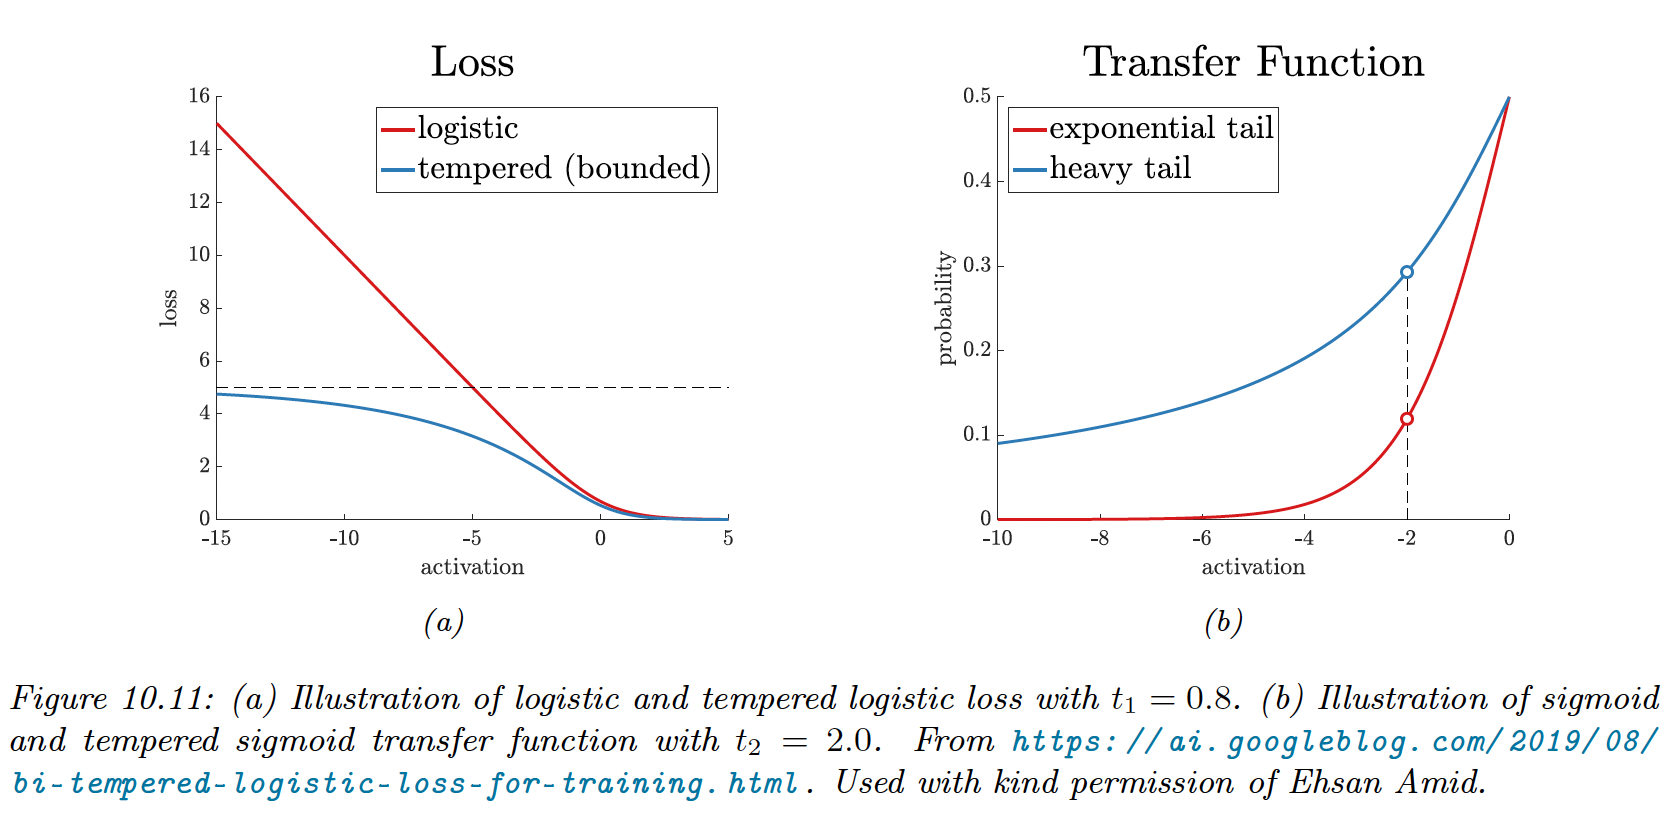 Loss
16
14
12
10
8
6
4
2
0
loss
logistic
tempered (bounded)
-15
-10
-5
0
5
activation
(a)
Transfer Function
0.5
0.4
0.3
0.2
0.1
0
probability
exponential tail
heavy tail
-10
-8
-6
-4
-2
0
activation
(b)
Figure 10.11: (a) Illustration of logistic and tempered logistic loss with t₁ = 0.8. (b) Illustration of sigmoid
and tempered sigmoid transfer function with t₂ = 2.0. From https://ai.googleblog.com/2019/08/
bi-tempered-logistic-loss-for-training.html. Used with kind permission of Ehsan Amid.